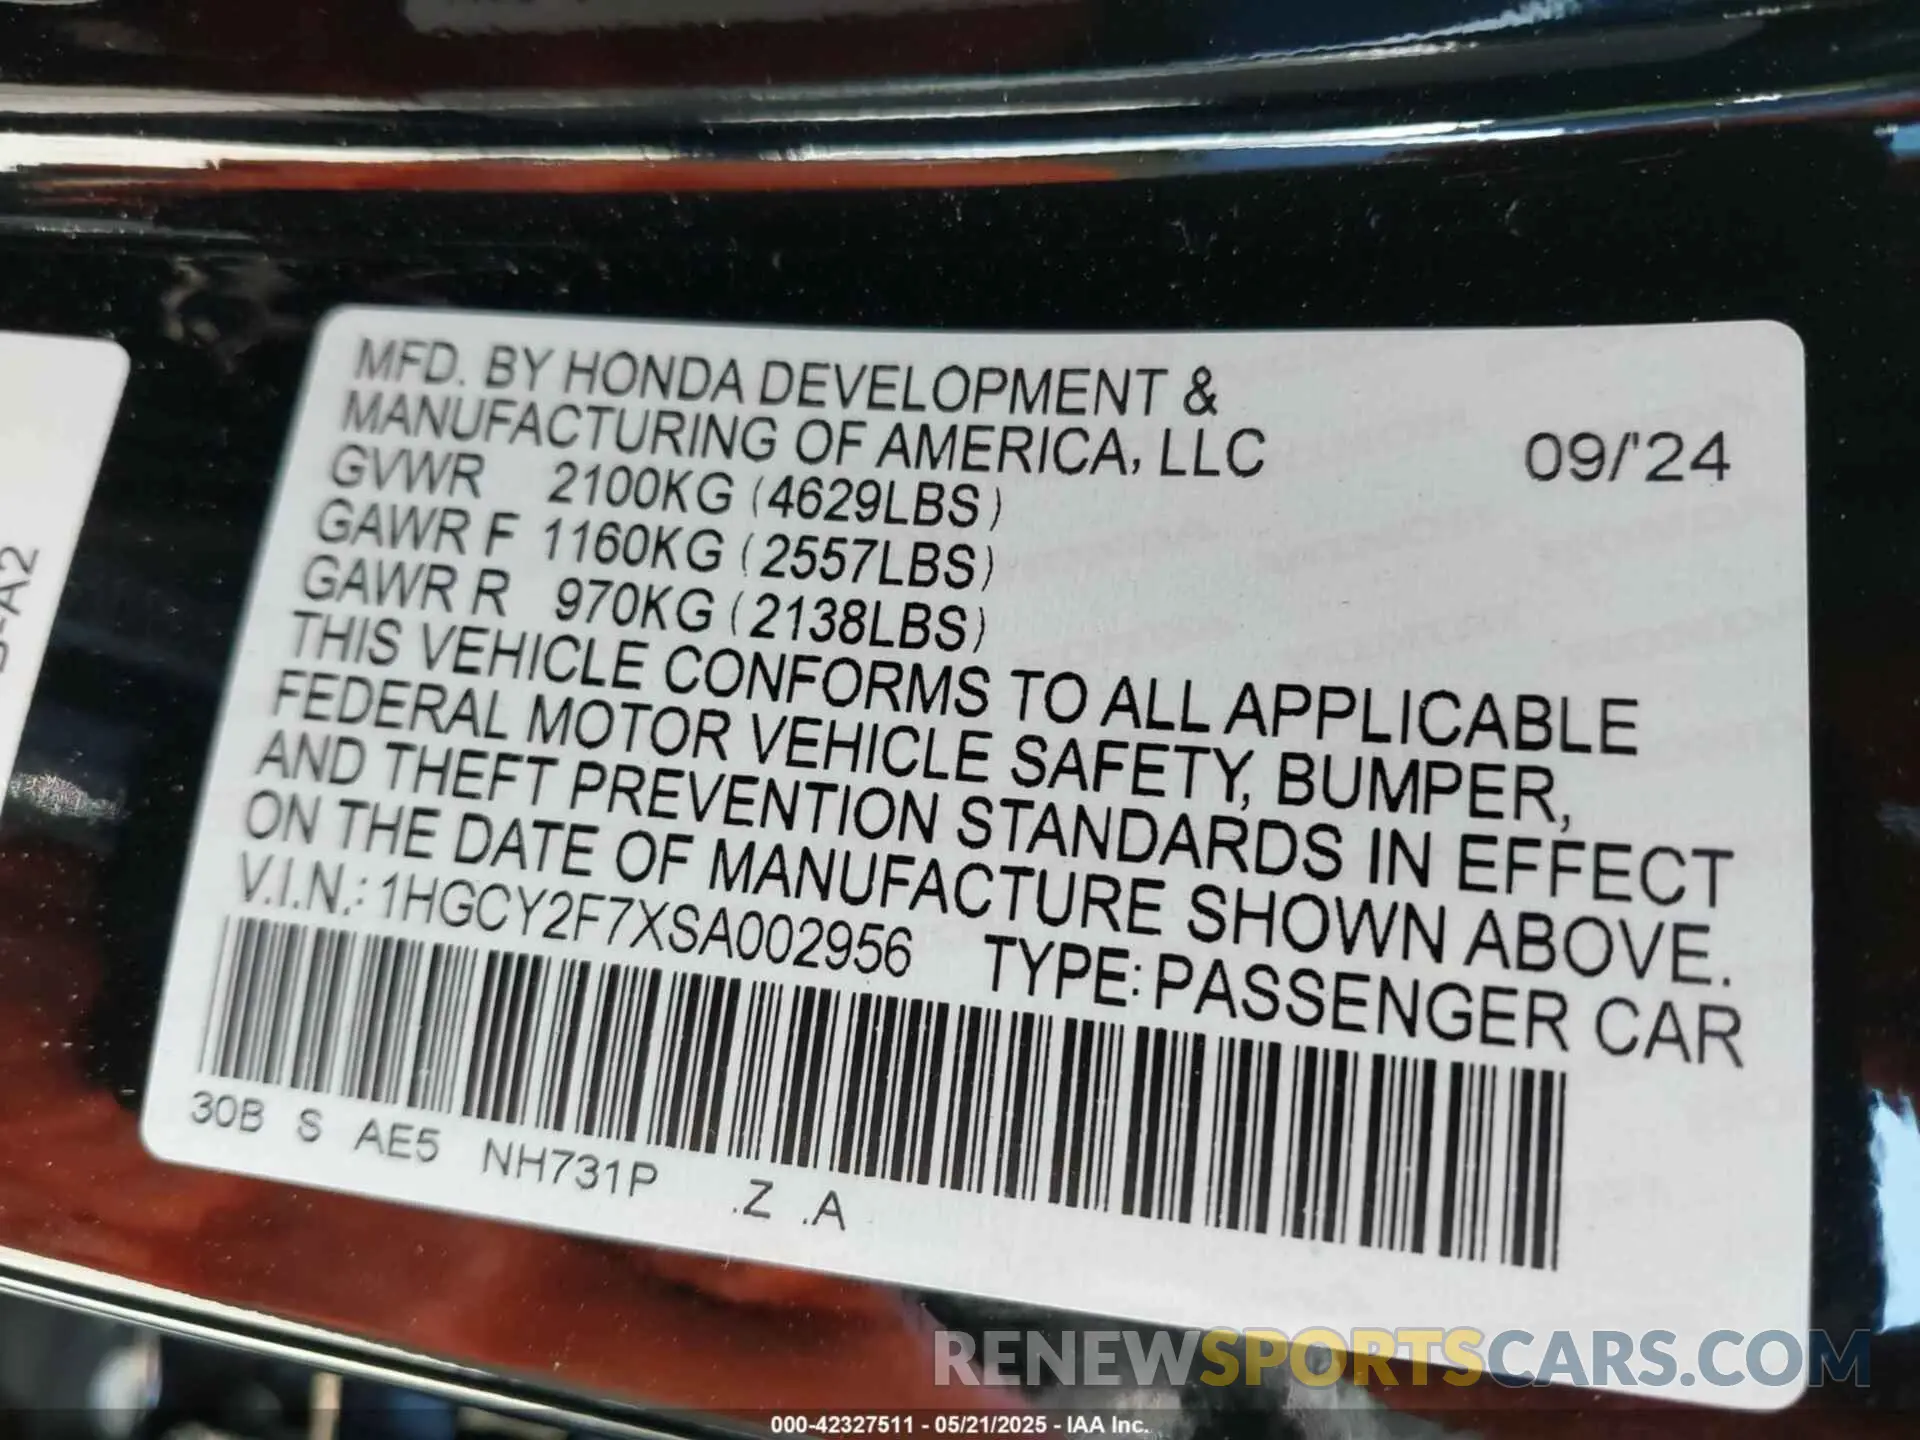 MFD. BY HONDA DEVELOPMENT &
MANUFACTURING OF AMERICA, LLC 09/'24
GVWR 2100KG (4629LBS)
GAWR F 1160KG (2557LBS)
GAWR R 970KG (2138LBS)
THIS VEHICLE CONFORMS TO ALL APPLICABLE
FEDERAL MOTOR VEHICLE SAFETY, BUMPER,
AND THEFT PREVENTION STANDARDS IN EFFECT
ON THE DATE OF MANUFACTURE SHOWN ABOVE.
V.I.N.: 1HGCY2F7XSA002956 TYPE: PASSENGER CAR
30B S AE5 NH731P .Z .A
RENEWSPORTSCARS.COM
000-42327511 - 05/21/2025 - IAA Inc.